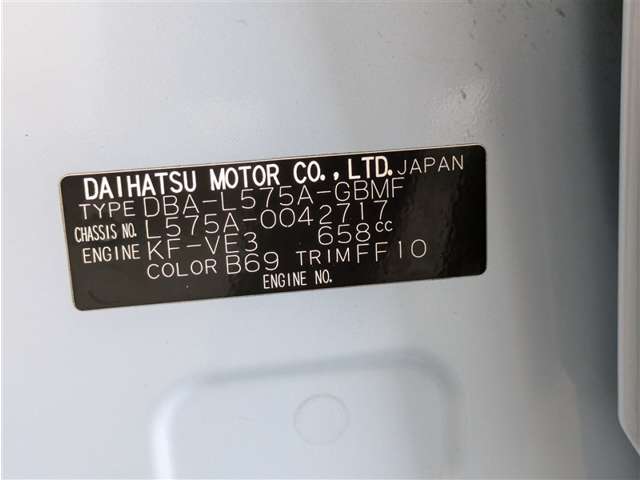 DAIHATSU MOTOR CO., LTD. JAPAN
TYPE DBA-L575A-GBMF
CHASSIS NO. L575A-0042717
ENGINE KF-VE3 658cc
COLOR B69 TRIM FF10
ENGINE NO.